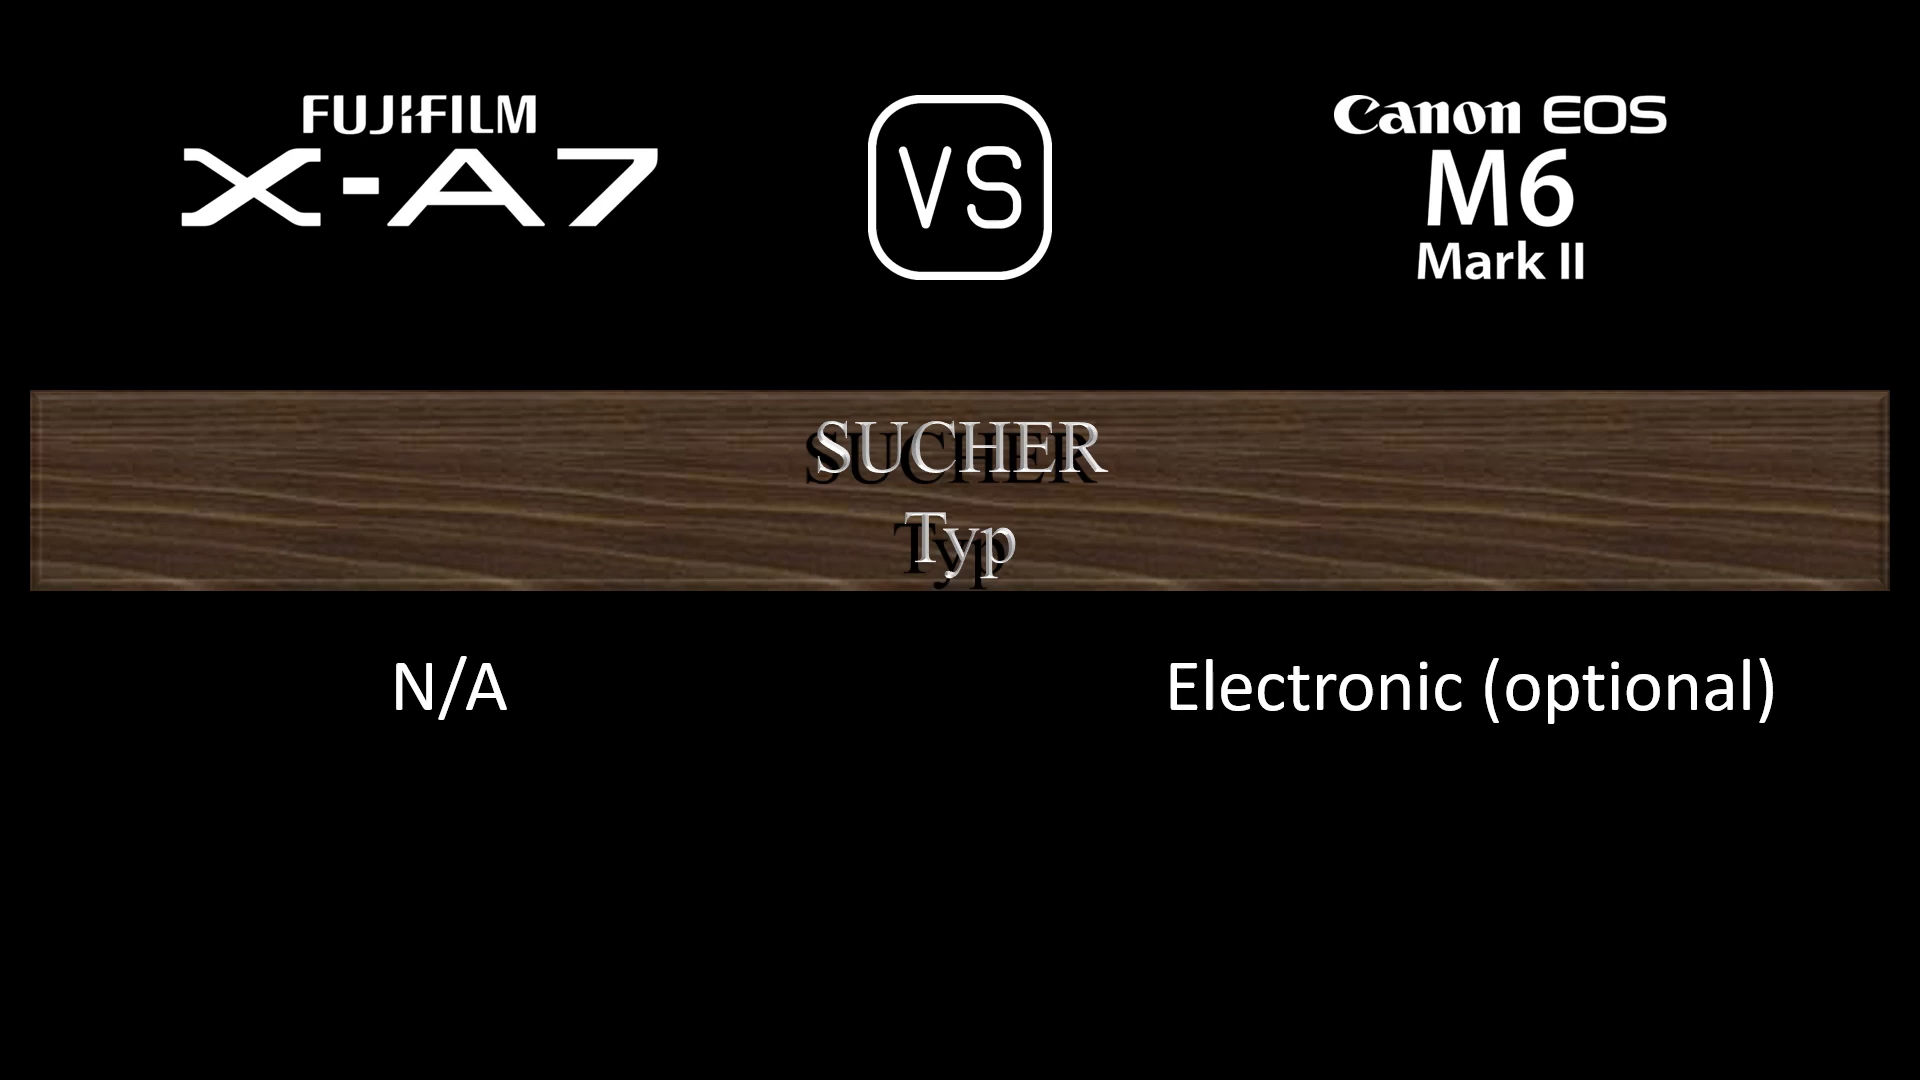 FUJIFILM
X-A7
VS
Canon EOS
M6
Mark II
SUCHER
Typ
N/A
Electronic (optional)